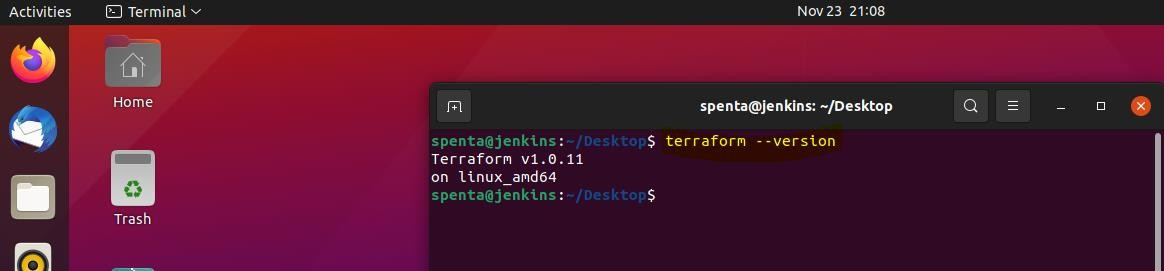 Activities Terminal Nov 23 21:08
Home
Trash
spenta@jenkins: ~/Desktop
spenta@jenkins:~/Desktop$ terraform --version
Terraform v1.0.11
on linux_amd64
spenta@jenkins:~/Desktop$